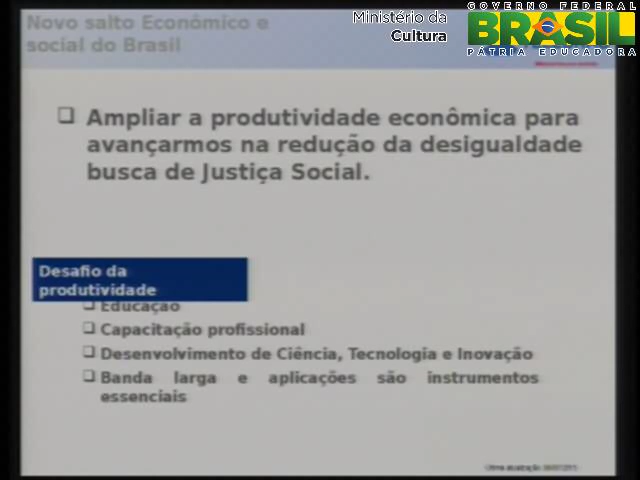 Novo salto Econômico e
social do Brasil
Ministério da
Cultura
GOVERNO FEDERAL
BRASIL
PÁTRIA EDUCADORA
Ampliar a produtividade econômica para
avançarmos na redução da desigualdade
busca de Justiça Social.
Desafio da
produtividade
Educação
Capacitação profissional
Desenvolvimento de Ciência, Tecnologia e Inovação
Banda larga e aplicações são instrumentos
essenciais